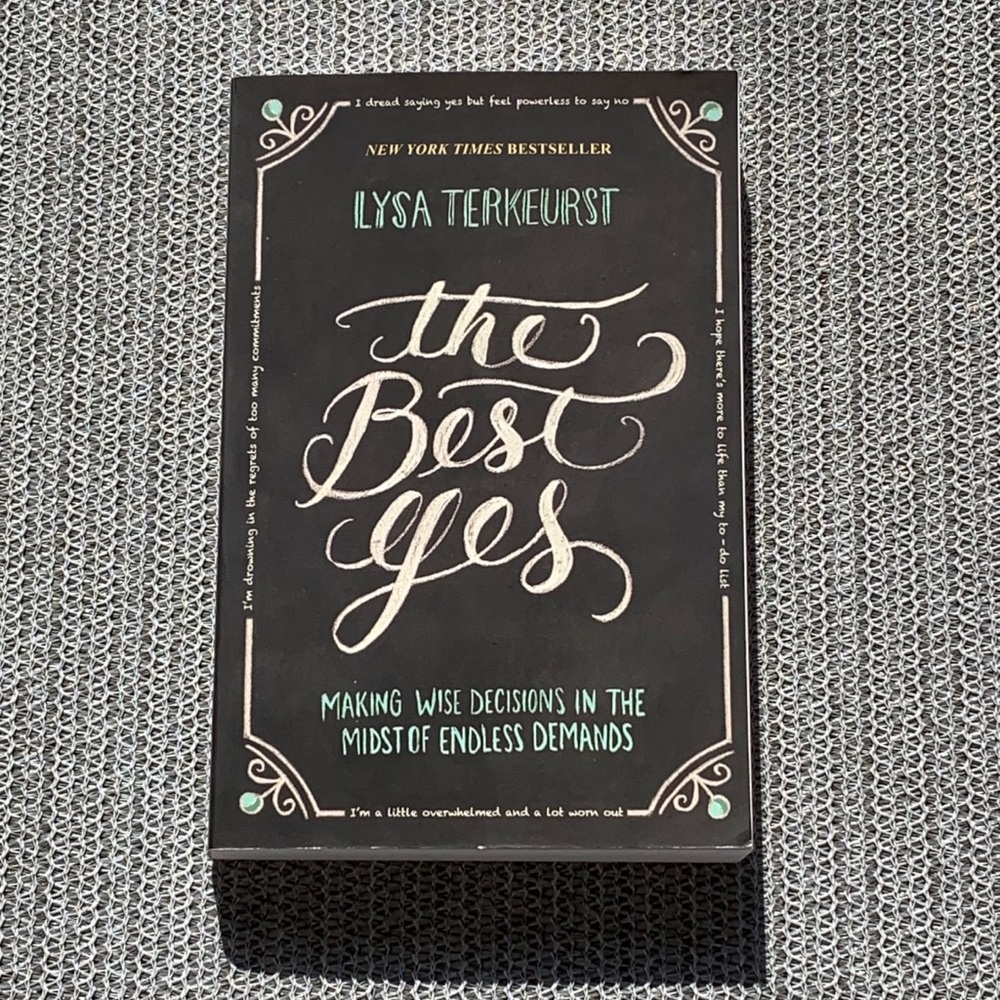 I dread saying yes but feel powerless to say no
NEW YORK TIMES BESTSELLER
LYSA TERKEURST
the
Best
yes
I'm drowning in the regrets of too many commitments
I hope there's more to life than my to-do list
MAKING WISE DECISIONS IN THE
MIDST OF ENDLESS DEMANDS
I'm a little overwhelmed and a lot worn out